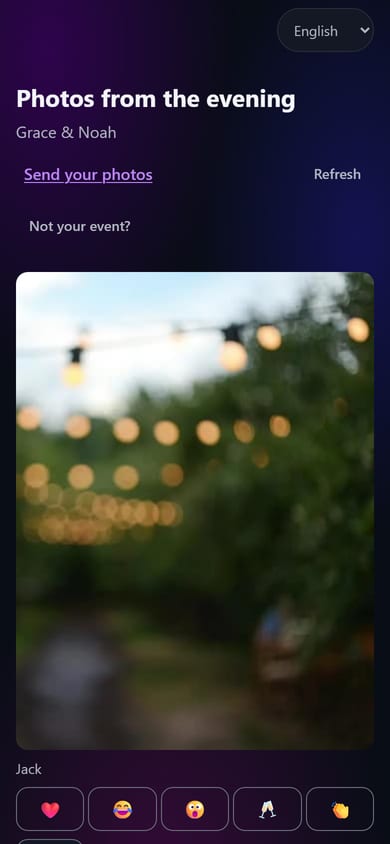 English
Photos from the evening
Grace & Noah
Send your photos
Refresh
Not your event?
Jack